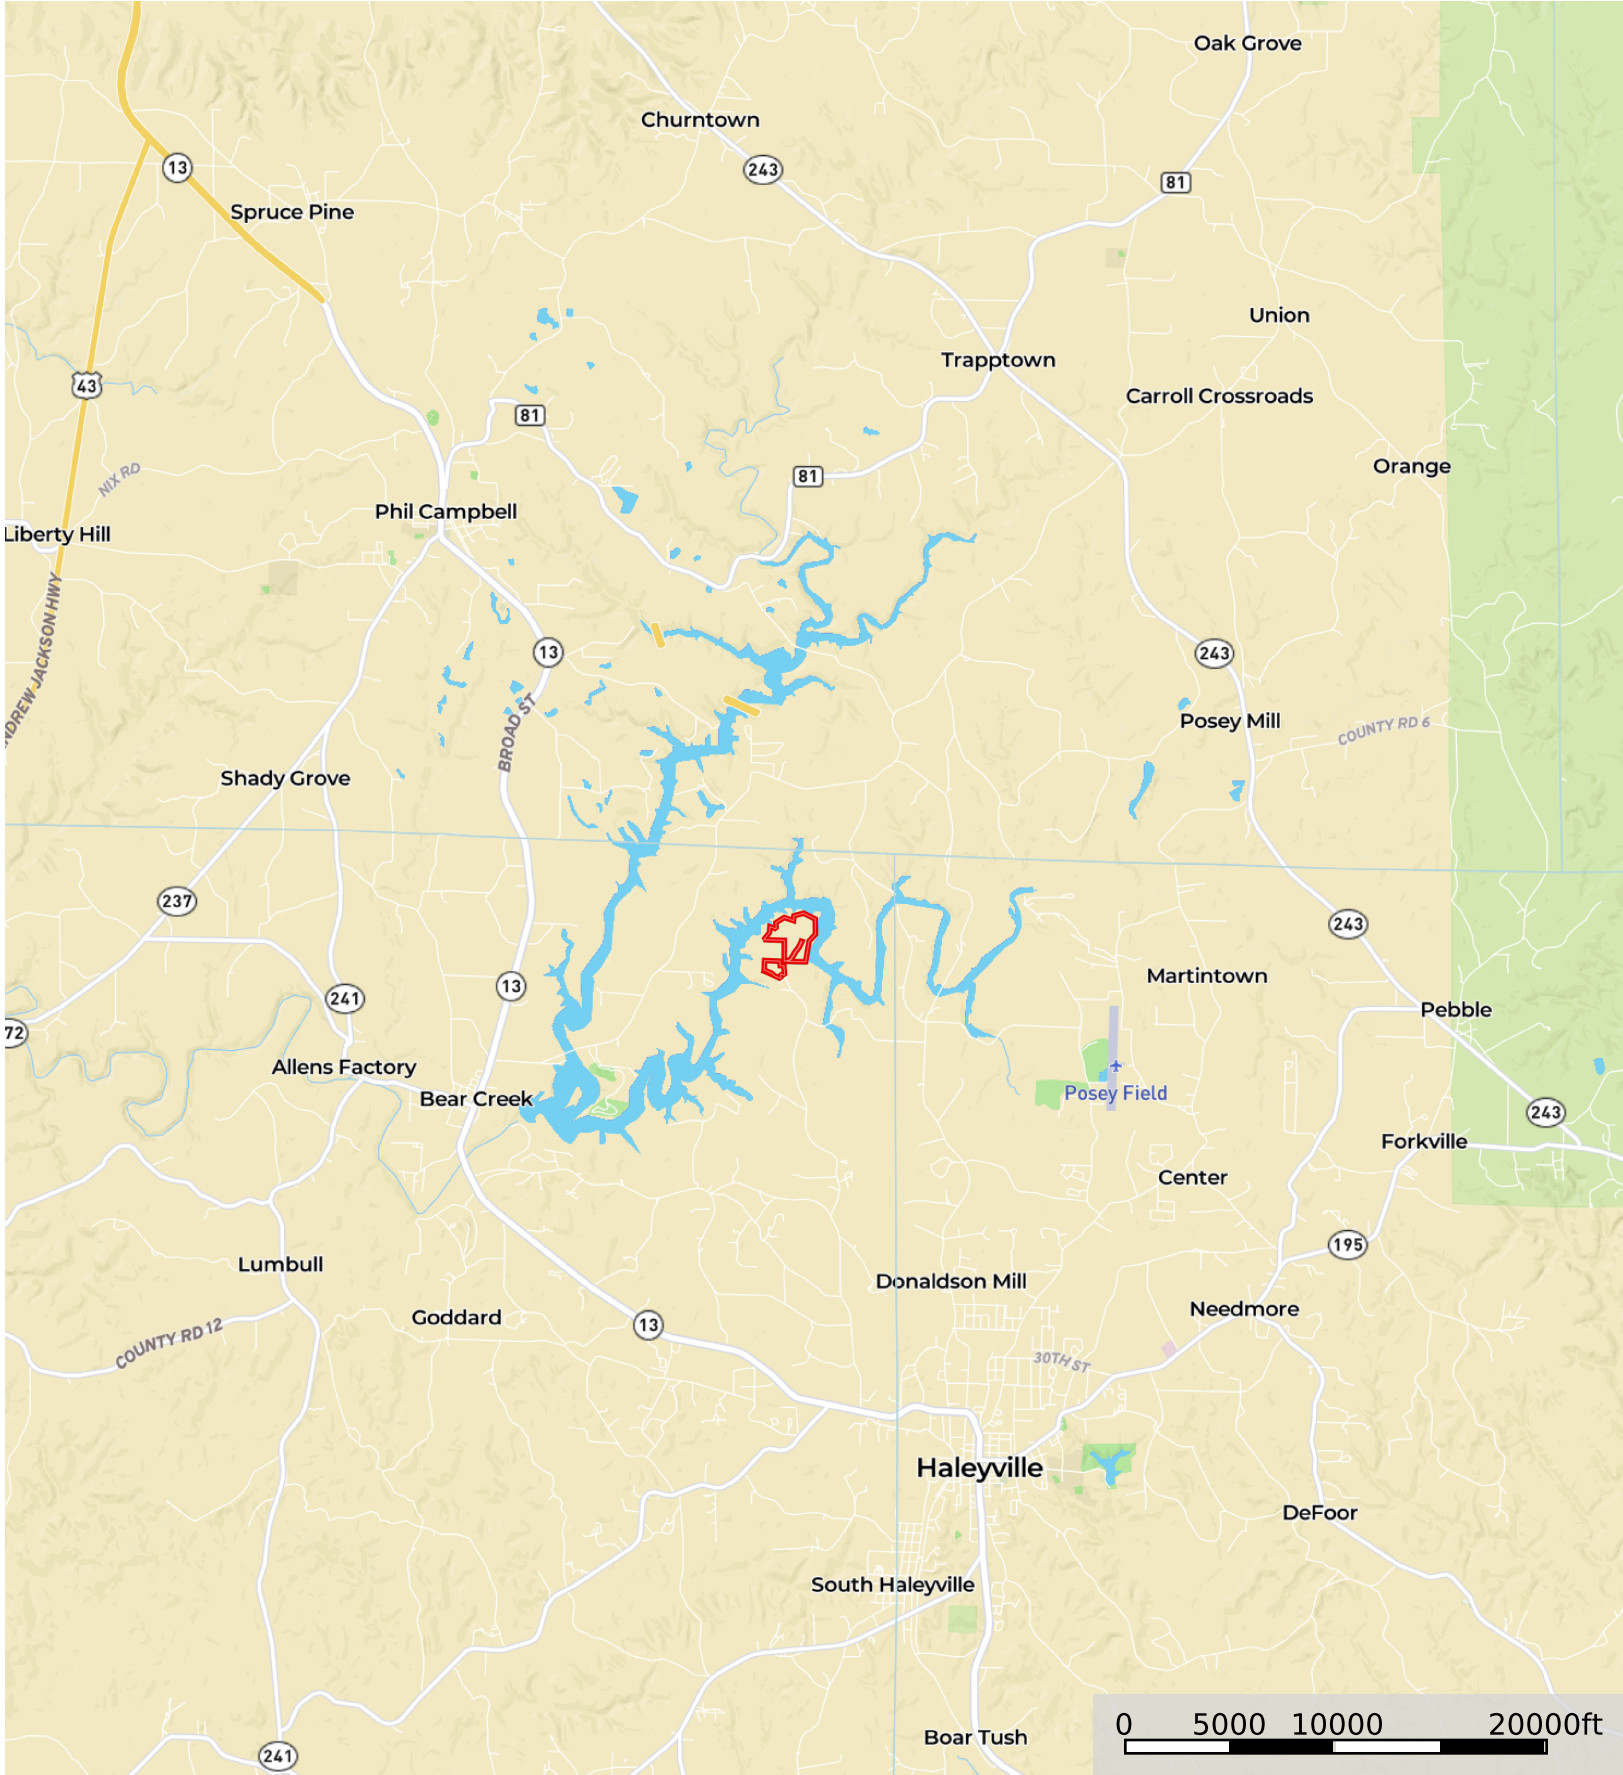 Oak Grove
Churntown
13
243
81
Spruce Pine
Union
Trapptown
43
Carroll Crossroads
81
Orange
NIX RD
81
Phil Campbell
Liberty Hill
ANDREW JACKSON HWY
13
243
BROAD ST
Posey Mill
COUNTY RD 6
Shady Grove
237
243
Martintown
13
241
Pebble
72
Allens Factory
Bear Creek
Posey Field
243
Forkville
Center
195
Lumbull
Donaldson Mill
Needmore
Goddard
13
COUNTY RD 12
30TH ST
Haleyville
DeFoor
South Haleyville
Boar Tush
0 5000 10000 20000ft
241